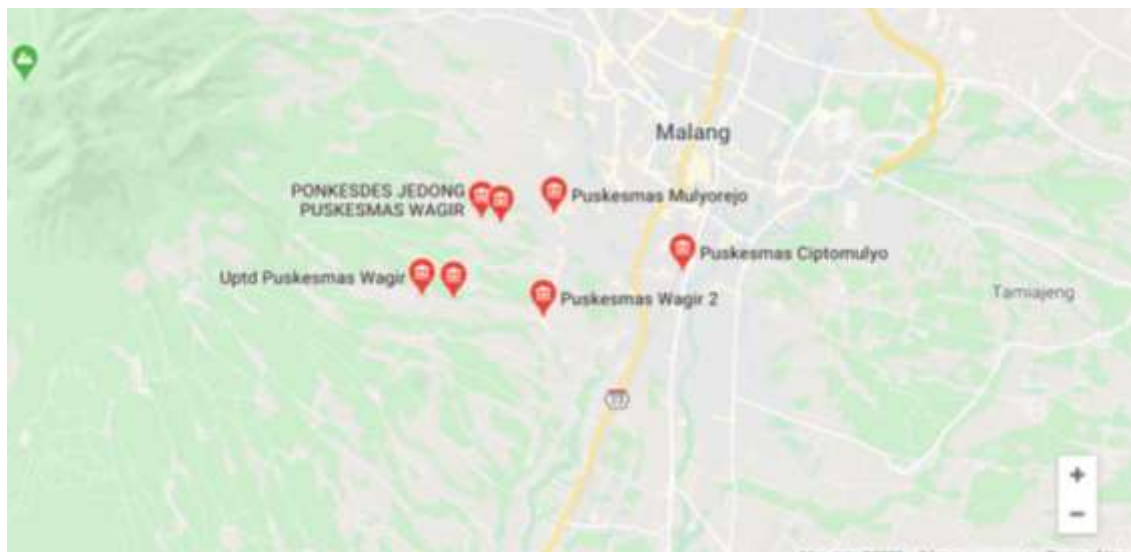 Malang
PONKESDES JEDONG
PUSKESMAS WAGIR
Puskesmas Mulyorejo
Puskesmas Ciptomulyo
Uptd Puskesmas Wagir
Puskesmas Wagir 2
Tamiajeng
+
−